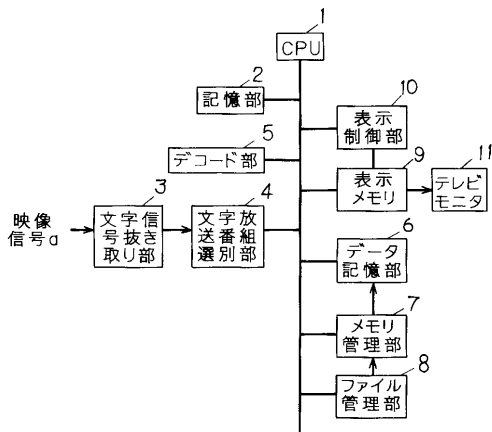 1
CPU
2
記憶部
10
表示
制御部
5
デコード部
9
表示
メモリ
11
テレビ
モニタ
3
文字信
号抜き
取り部
4
文字放
送番組
選別部
映像
信号a
6
データ
記憶部
7
メモリ
管理部
8
ファイル
管理部